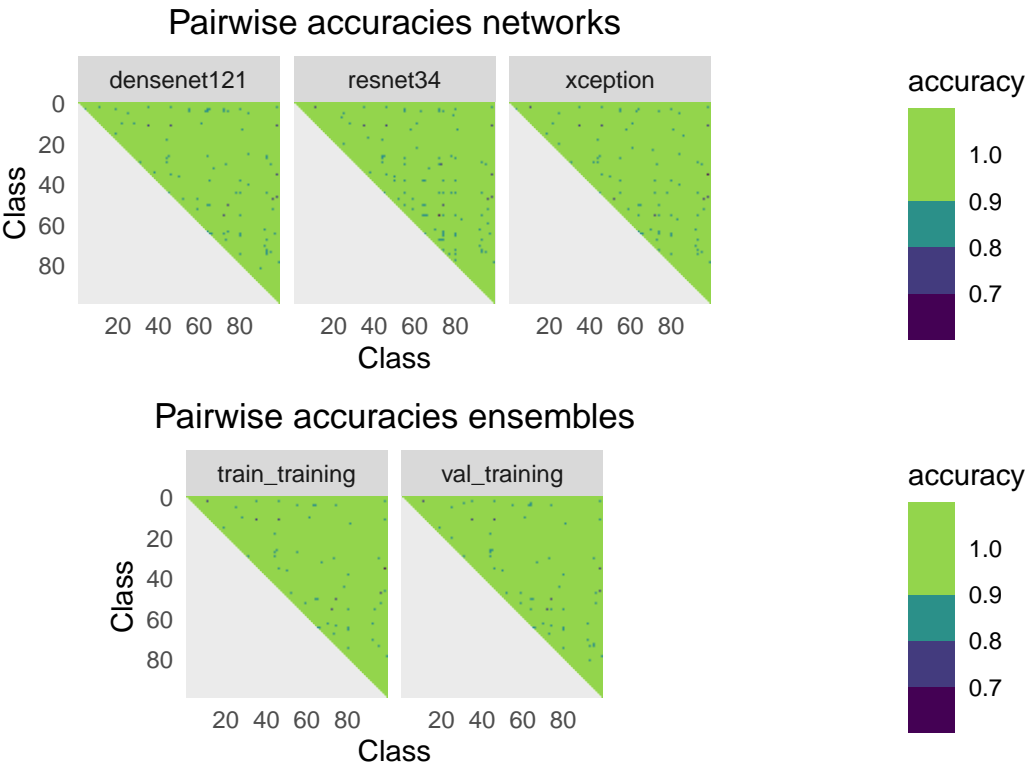 Pairwise accuracies networks
densenet121 resnet34 xception
accuracy
0
20
40
60
80
Class
20 40 60 80 20 40 60 80 20 40 60 80
Class
1.0
0.9
0.8
0.7
Pairwise accuracies ensembles
train_training val_training
accuracy
0
20
40
60
80
Class
20 40 60 80 20 40 60 80
Class
1.0
0.9
0.8
0.7